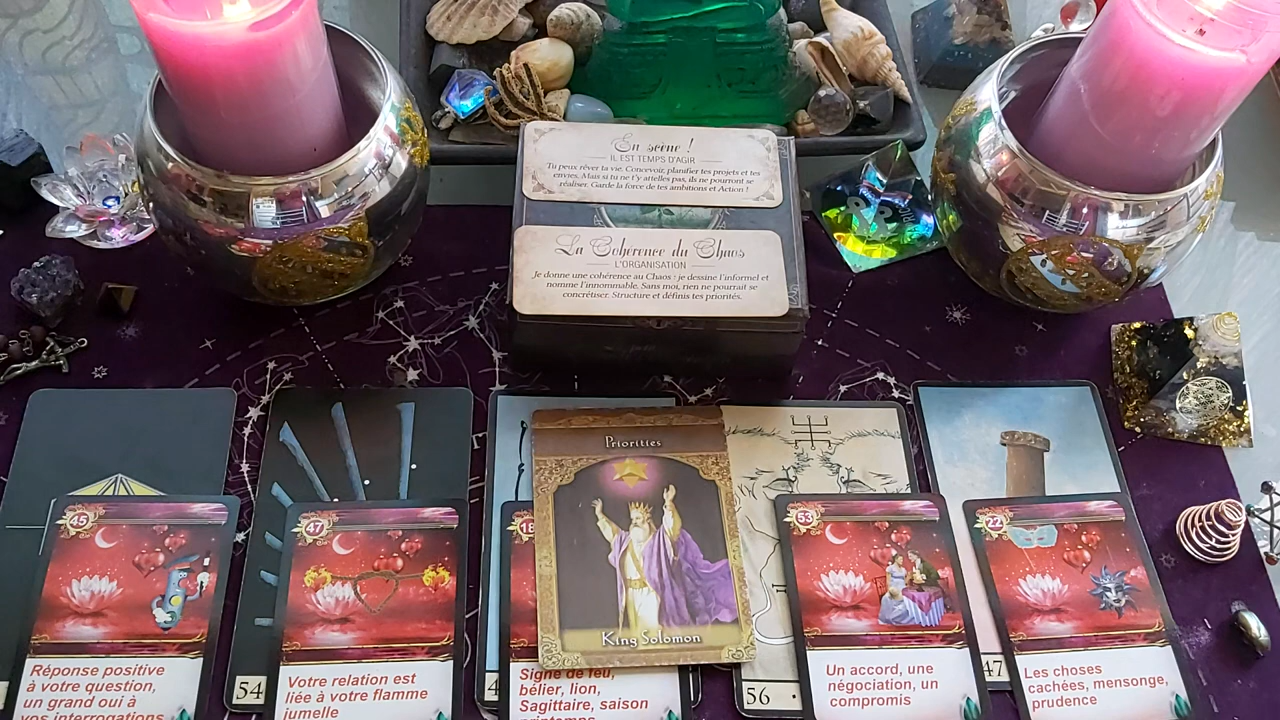 En scène !
IL EST TEMPS D'AGIR
Tu peux rêver ta vie. Concevoir, planifier tes projets et tes
envies. Mais si tu ne t'y attelles pas, ils ne pourront se
réaliser. Garde la force de tes ambitions et Action !
La Cohérence du Chaos
L'ORGANISATION
Je donne une cohérence au Chaos : je dessine l'informel et
nomme l'innommable. Sans moi, rien ne pourrait se
concrétiser. Structure et définis tes priorités.
Priorities
King Solomon
45
Réponse positive
à votre question,
un grand oui à
vos interrogations
47
Votre relation est
liée à votre flamme
jumelle
18
Signe de feu,
bélier, lion,
Sagittaire, saison
printemps
53
Un accord, une
négociation, un
compromis
22
Les choses
cachées, mensonge,
prudence
54
4
56
47